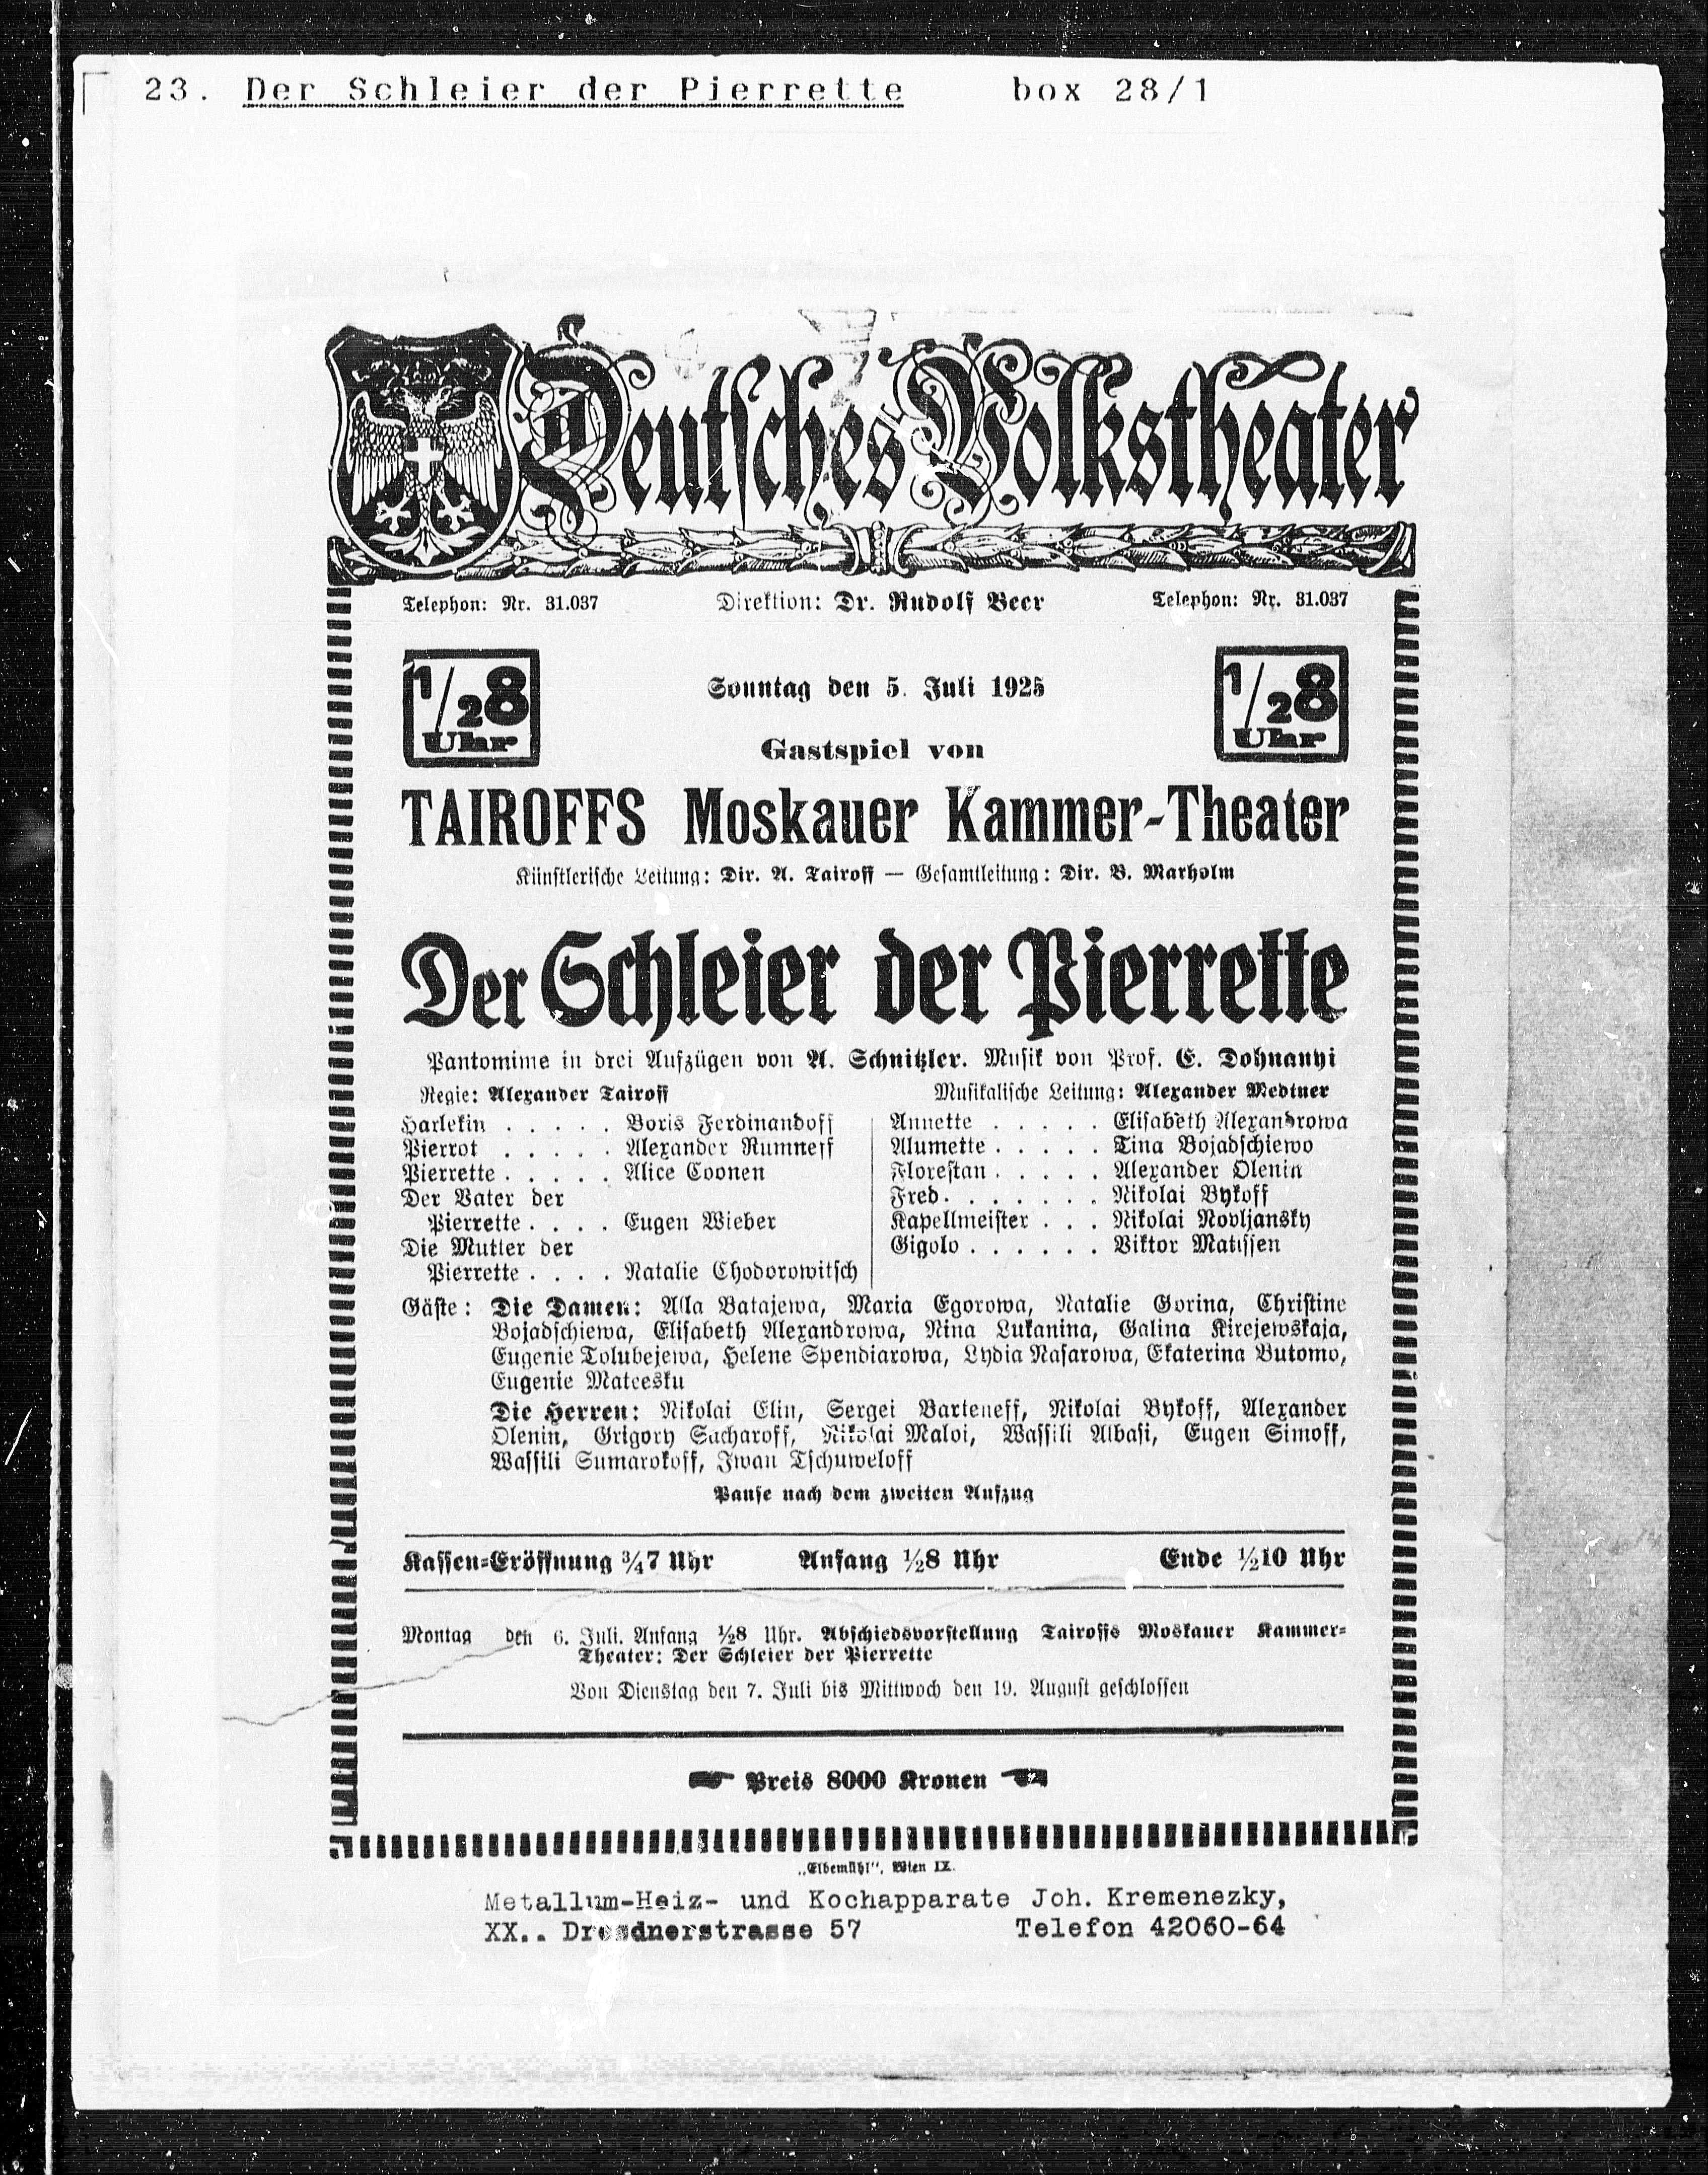 23. Der Schleier der Pierrette box 28/1
Deutsches Volkstheater
Telephon: Nr. 31.037 Direktion: Dr. Rudolf Beer Telephon: Nr. 31.037
1/28 Uhr Sonntag den 5. Juli 1925 1/28 Uhr
Gastspiel von
TAIROFFS Moskauer Kammer-Theater
Künstlerische Leitung: Dir. A. Tairoff — Gesamtleitung: Dir. B. Marholm
Der Schleier der Pierrette
Pantomime in drei Aufzügen von A. Schnitzler. Musik von Prof. E. Dohnanyi
Regie: Alexander Tairoff Musikalische Leitung: Alexander Medtner
Harlekin . . . . . Boris Ferdinandoff
Pierrot . . . . . Alexander Rumneff
Pierrette . . . . . Alice Coonen
Der Vater der
Pierrette . . . . Eugen Wieber
Die Mutter der
Pierrette . . . . Natalie Chodorowitsch
Annette . . . . . Elisabeth Alexandrowa
Alumette . . . . . Tina Bojadschiewo
Florestan . . . . . Alexander Olenin
Fred . . . . . . . Nikolai Bykoff
Kapellmeister . . . Nikolai Novljansky
Gigolo . . . . . . Viktor Matissen
Gäste: Die Damen: Alla Batajewa, Maria Egorowa, Natalie Gorina, Christine
Bojadschiewa, Elisabeth Alexandrowa, Nina Lukanina, Galina Kirejewskaja,
Eugenie Tolubejewa, Helene Spendiarowa, Lydia Nasarowa, Ekaterina Butomo,
Eugenie Mateesku
Die Herren: Nikolai Elin, Sergei Barteneff, Nikolai Bykoff, Alexander
Olenin, Grigory Sacharoff, Nikolai Maloi, Wassili Albasi, Eugen Simoff,
Wassili Sumarokoff, Iwan Tschuweloff
Pause nach dem zweiten Aufzug
Kassen-Eröffnung 3/47 Uhr Anfang 1/28 Uhr Ende 1/210 Uhr
Montag den 6. Juli. Anfang 1/28 Uhr. Abschiedsvorstellung Tairoffs Moskauer Kammer-
Theater: Der Schleier der Pierrette
Von Dienstag den 7. Juli bis Mittwoch den 19. August geschlossen
Preis 8000 Kronen
„Elbemühl“, Wien IX.
Metallum-Heiz- und Kochapparate Joh. Kremenezky,
XX.. Dresdnerstrasse 57 Telefon 42060-64